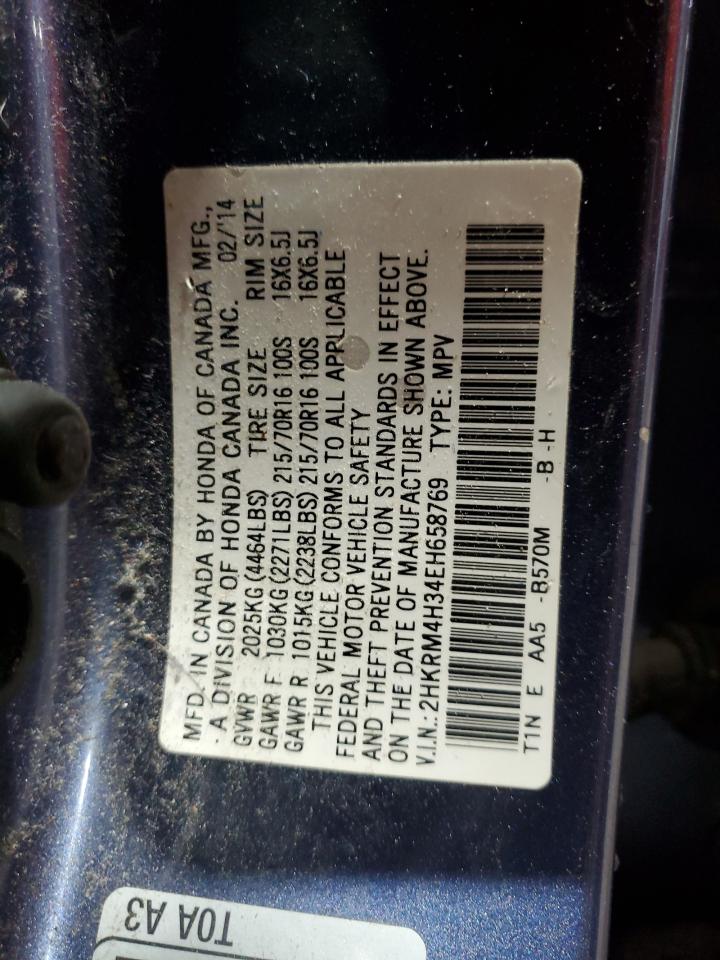 MFD. IN CANADA BY HONDA OF CANADA MFG.,
- A DIVISION OF HONDA CANADA INC. 02/'14
GVWR 2025KG(4464LBS) TIRE SIZE RIM SIZE
GAWR F 1030KG(2271LBS) 215/70R16 100S 16X6.5J
GAWR R 1015KG(2238LBS) 215/70R16 100S 16X6.5J
THIS VEHICLE CONFORMS TO ALL APPLICABLE
FEDERAL MOTOR VEHICLE SAFETY
AND THEFT PREVENTION STANDARDS IN EFFECT
ON THE DATE OF MANUFACTURE SHOWN ABOVE.
V.I.N.: 2HKRM4H34EH658769 TYPE: MPV
T1N E AA5 -B570M -B -H
T0A A3